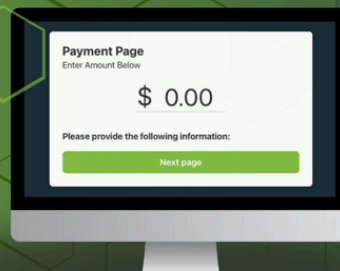 Payment Page
Enter Amount Below
$ 0.00
Please provide the following information:
Next page